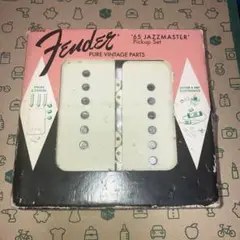 Fender
PURE VINTAGE PARTS
'65 JAZZMASTER®
Pickup Set